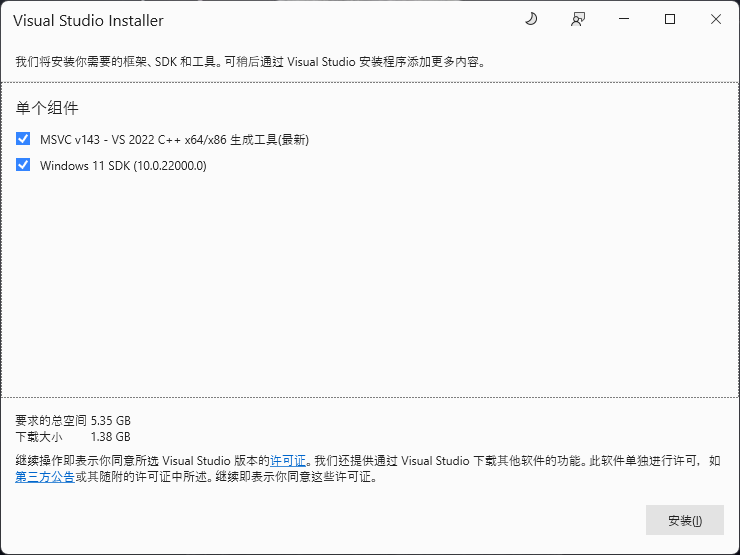 Visual Studio Installer
我们将安装你需要的框架、SDK 和工具。可稍后通过 Visual Studio 安装程序添加更多内容。
单个组件
MSVC v143 - VS 2022 C++ x64/x86 生成工具(最新)
Windows 11 SDK (10.0.22000.0)
要求的总空间 5.35 GB
下载大小 1.38 GB
继续操作即表示你同意所选 Visual Studio 版本的许可证。我们还提供通过 Visual Studio 下载其他软件的功能。此软件单独进行许可，如
第三方公告或其随附的许可证中所述。继续即表示你同意这些许可证。
安装(I)